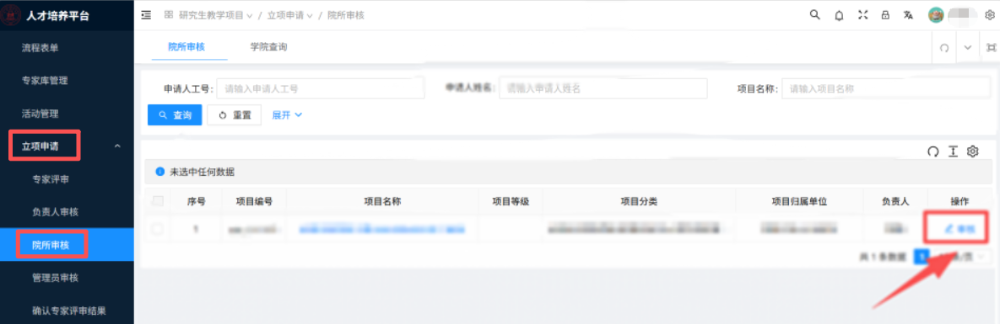 人才培养平台
研究生教学项目 / 立项申请 / 院所审核
流程表单
专家库管理
活动管理
立项申请
专家评审
负责人审核
院所审核
管理员审核
确认专家评审结果
院所审核 学院查询
申请人工号: 请输入申请人工号 申请人姓名: 请输入申请人姓名 项目名称: 请输入项目名称
查询 重置 展开
未选中任何数据
序号 项目编号 项目名称 项目等级 项目分类 项目归属单位 负责人 操作
1 审核
共 1 条数据 1 条/页